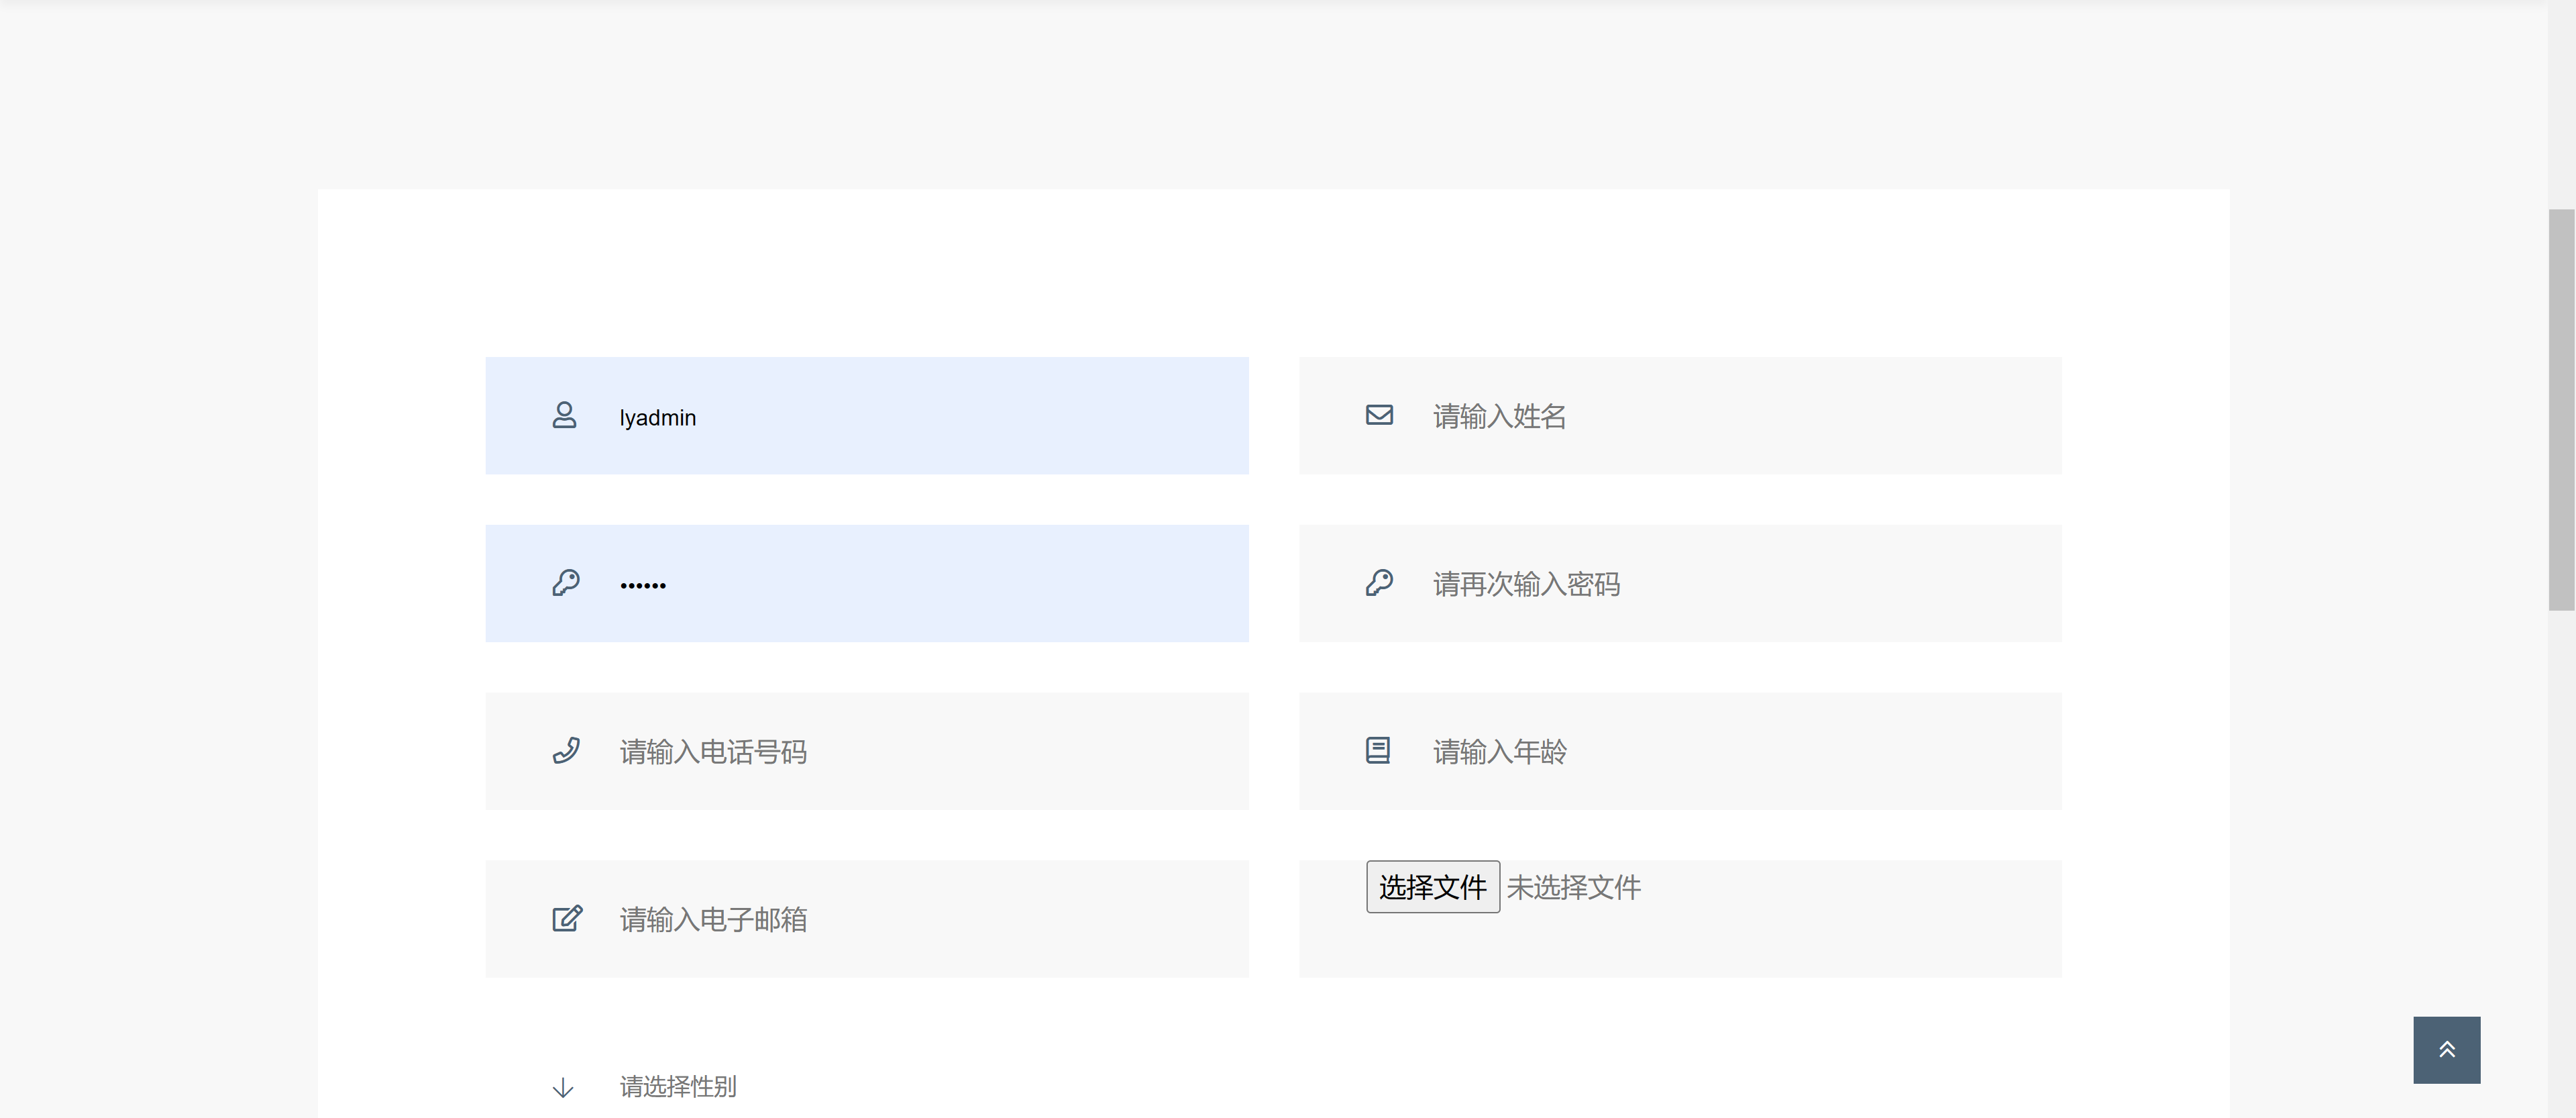 lyadmin
请输入姓名
••••••
请再次输入密码
请输入电话号码
请输入年龄
请输入电子邮箱
选择文件 未选择文件
请选择性别